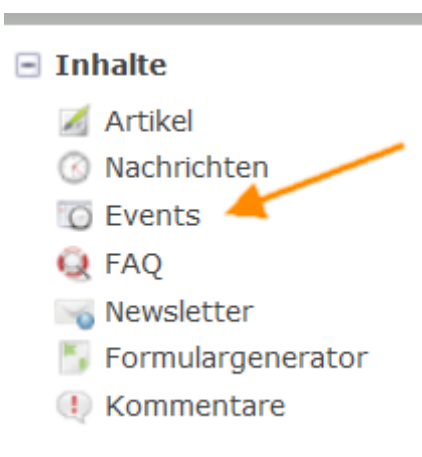 Inhalte
Artikel
Nachrichten
Events
FAQ
Newsletter
Formulargenerator
Kommentare